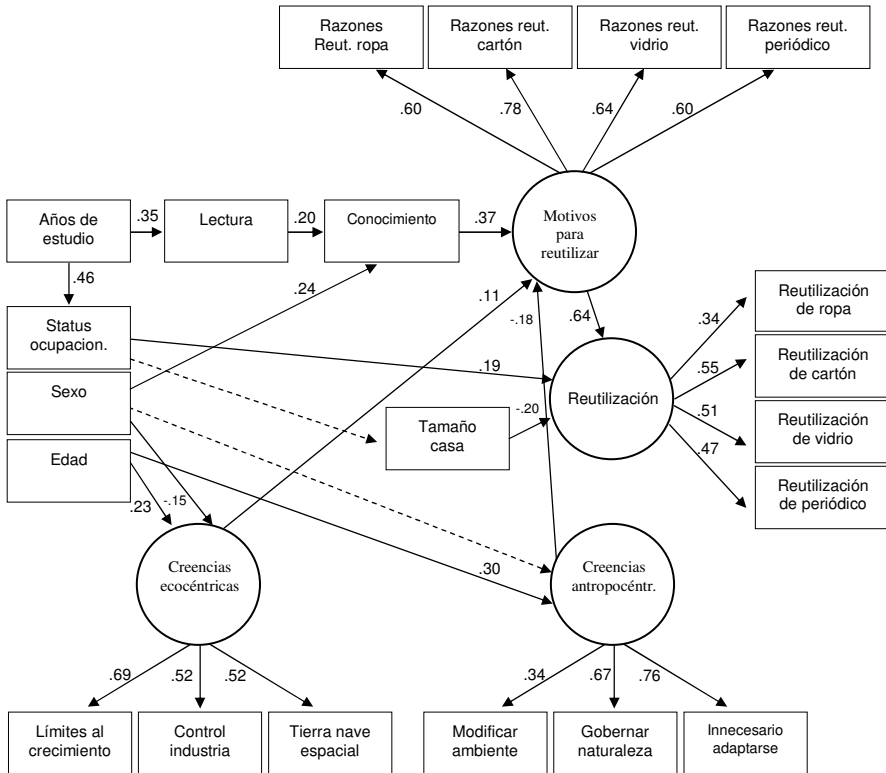 Razones
Reut. ropa
Razones reut.
cartón
Razones reut.
vidrio
Razones reut.
periódico
.60
.78
.64
.60
Años de
estudio
.35
Lectura
.20
Conocimiento
.37
Motivos
para
reutilizar
.46
.24
.11
-.18
.64
Status
ocupacion.
Sexo
Edad
.19
-.20
Tamaño
casa
Reutilización
.34
.55
.51
.47
Reutilización
de ropa
Reutilización
de cartón
Reutilización
de vidrio
Reutilización
de periódico
.23
-.15
.30
Creencias
ecocéntricas
Creencias
antropocéntr.
.69
.52
.52
.34
.67
.76
Límites al
crecimiento
Control
industria
Tierra nave
espacial
Modificar
ambiente
Gobernar
naturaleza
Innecesario
adaptarse